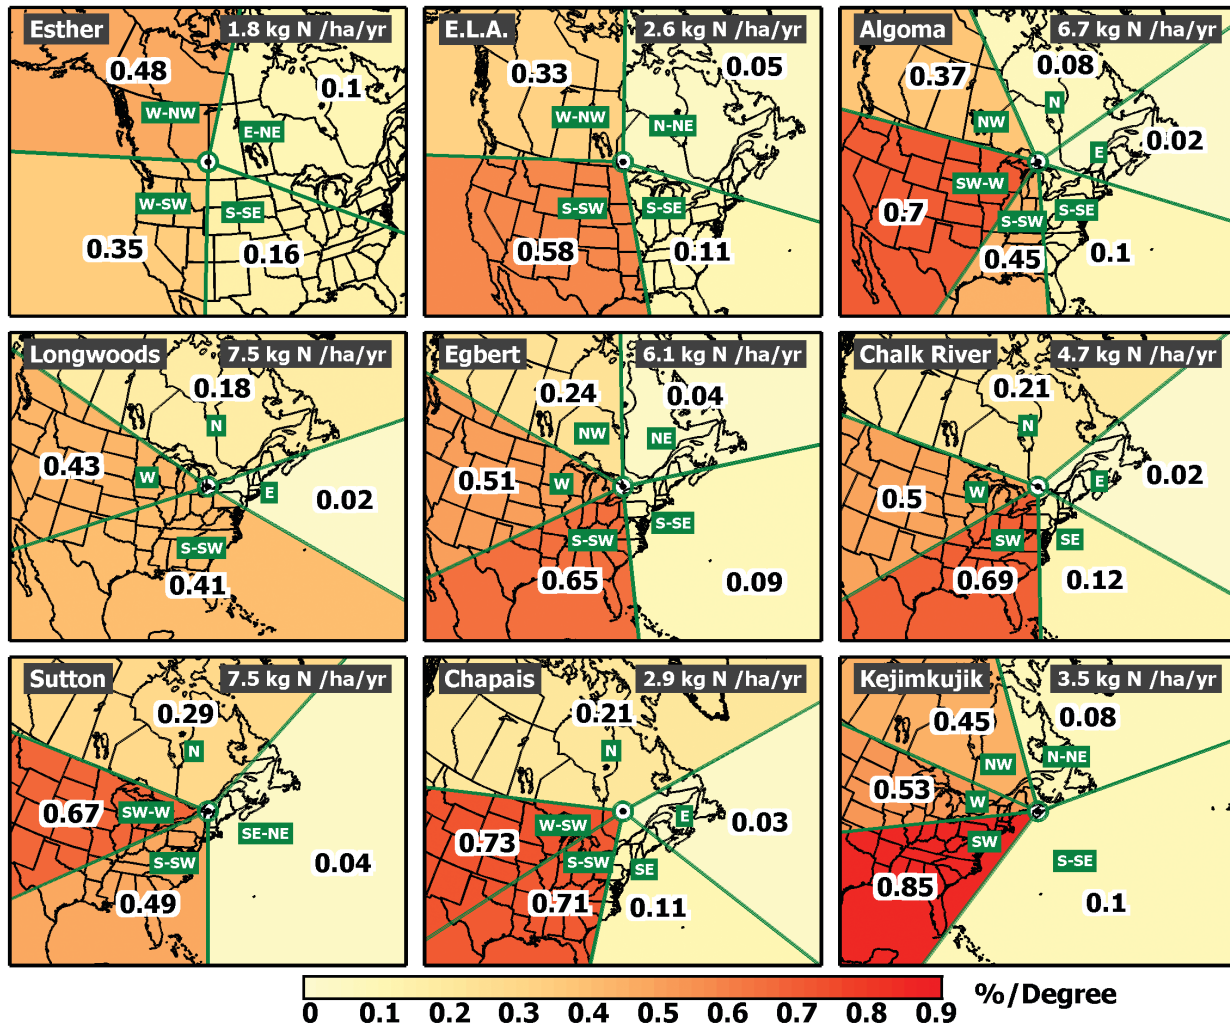 Esther 1.8 kg N /ha/yr
0.48
0.1
W-NW
E-NE
W-SW
S-SE
0.35
0.16
E.L.A. 2.6 kg N /ha/yr
0.33
0.05
W-NW
N-NE
S-SW
S-SE
0.58
0.11
Algoma 6.7 kg N /ha/yr
0.37
0.08
N
NW
0.02
E
SW-W
0.7
S-SW
S-SE
0.45
0.1
Longwoods 7.5 kg N /ha/yr
0.18
N
0.43
W
E
0.02
S-SW
0.41
Egbert 6.1 kg N /ha/yr
0.24
0.04
NW
NE
0.51
W
S-SE
S-SW
0.65
0.09
Chalk River 4.7 kg N /ha/yr
0.21
N
0.02
E
0.5
W
SW
SE
0.69
0.12
Sutton 7.5 kg N /ha/yr
0.29
N
0.67
SW-W
SE-NE
S-SW
0.04
0.49
Chapais 2.9 kg N /ha/yr
0.21
N
W-SW
E
0.03
0.73
S-SW
SE
0.71
0.11
Kejimkujik 3.5 kg N /ha/yr
0.45
0.08
NW
N-NE
0.53
W
SW
S-SE
0.85
0.1
0 0.1 0.2 0.3 0.4 0.5 0.6 0.7 0.8 0.9
%/Degree